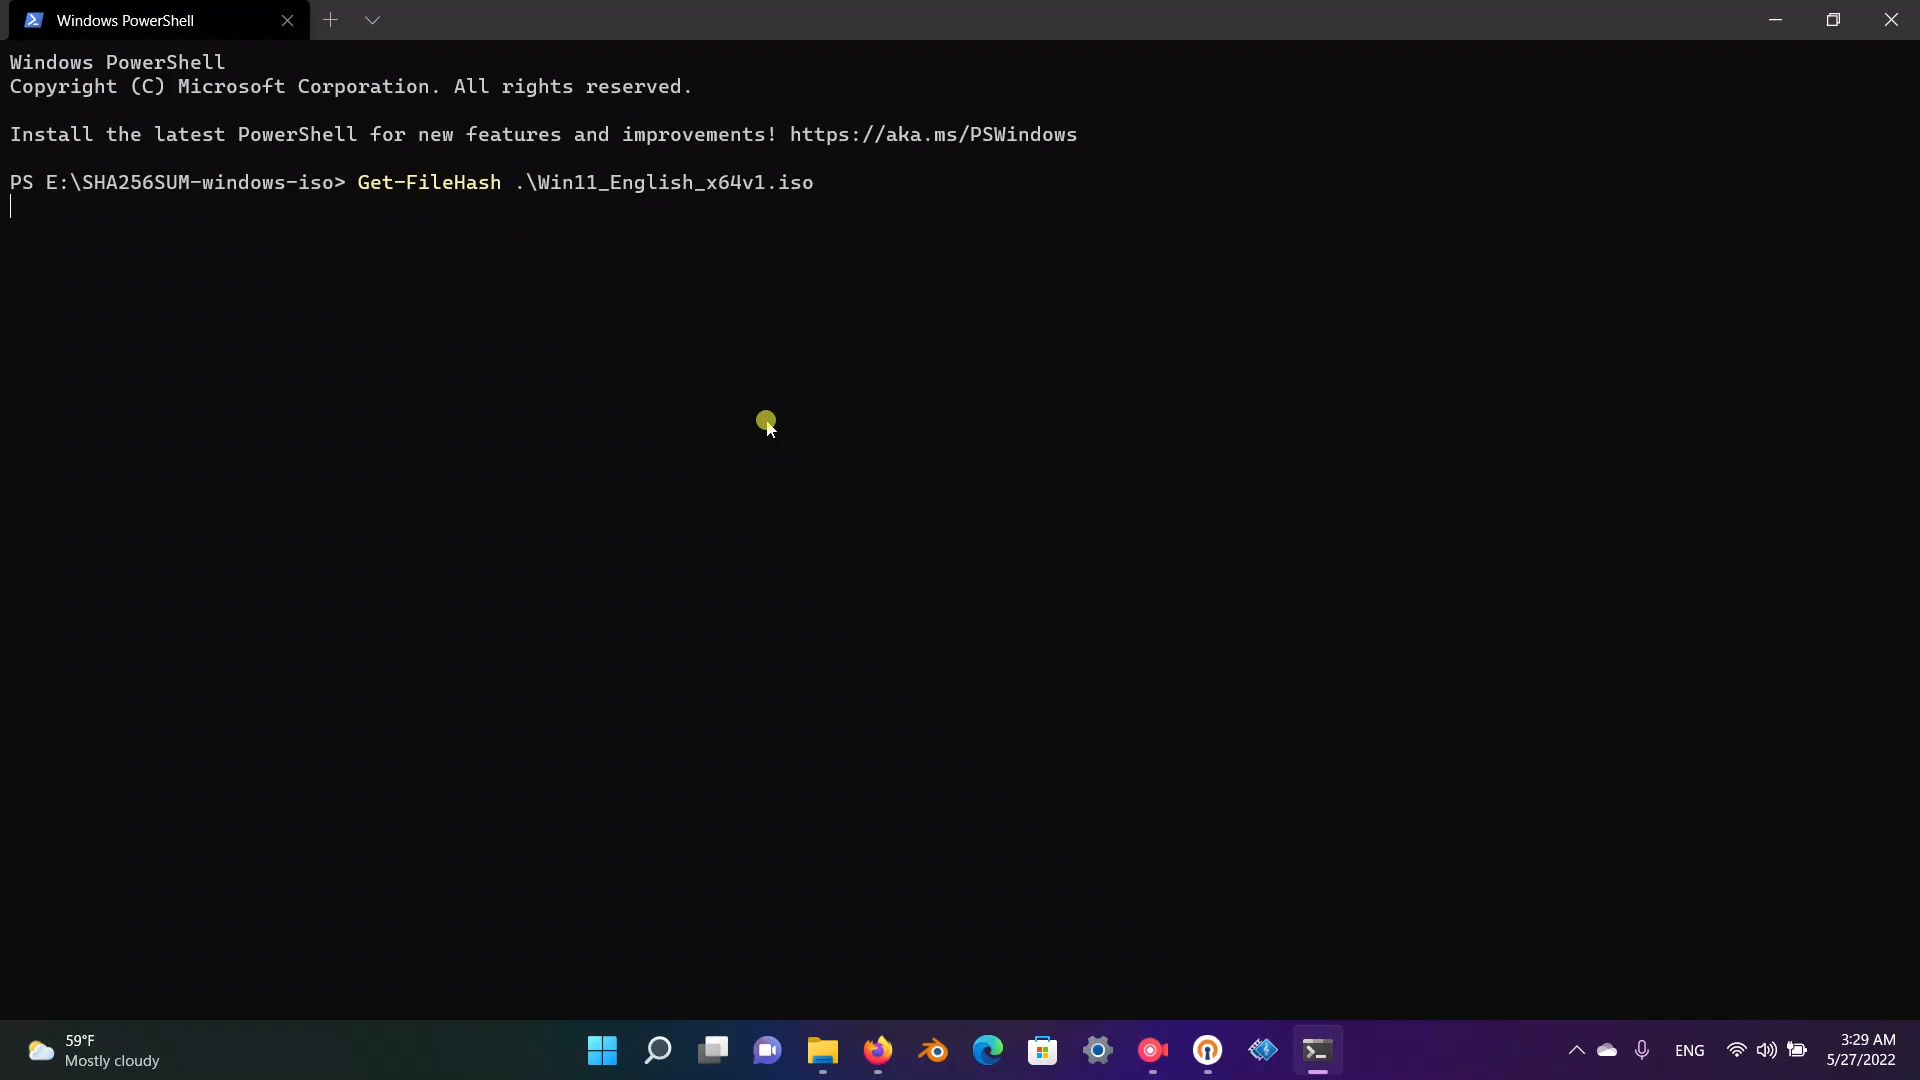 Windows PowerShell
Windows PowerShell
Copyright (C) Microsoft Corporation. All rights reserved.
Install the latest PowerShell for new features and improvements! https://aka.ms/PSWindows
PS E:\SHA256SUM-windows-iso> Get-FileHash .\Win11_English_x64v1.iso
59°F
Mostly cloudy
ENG
3:29 AM
5/27/2022